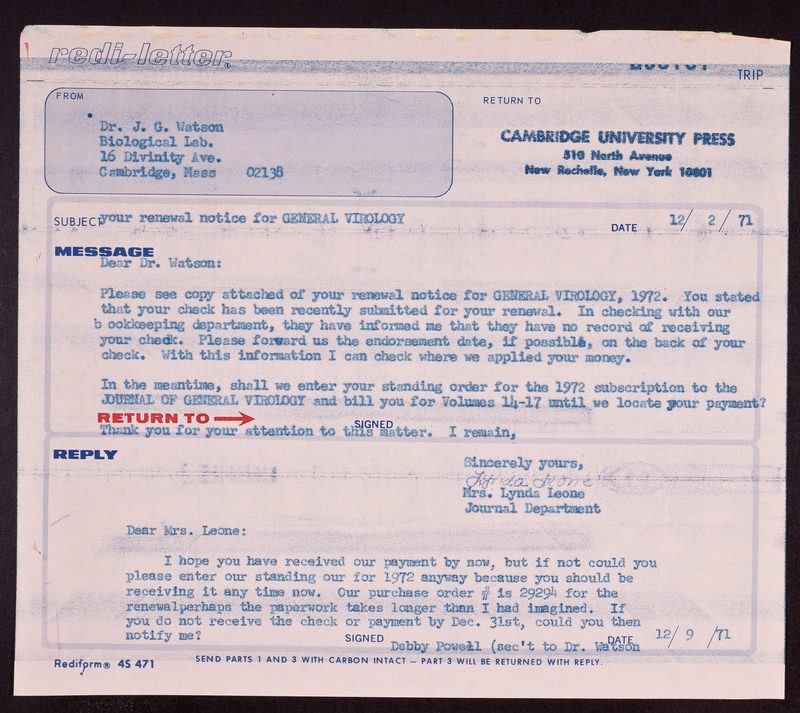 redi-letter®
TRIP
FROM
RETURN TO
Dr. J. G. Watson
Biological Lab.
16 Divinity Ave.
Cambridge, Mass 02138
CAMBRIDGE UNIVERSITY PRESS
510 North Avenue
New Rochelle, New York 10801
SUBJECT your renewal notice for GENERAL VIROLOGY
DATE 12/ 2/ 71
MESSAGE
Dear Dr. Watson:
Please see copy attached of your renewal notice for GENERAL VIROLOGY, 1972. You stated
that your check has been recently submitted for your renewal. In checking with our
b ookkeeping department, they have informed me that they have no record of receiving
your check. Please forward us the endorsement date, if possible, on the back of your
check. With this information I can check where we applied your money.
In the meantime, shall we enter your standing order for the 1972 subscription to the
JOURNAL OF GENERAL VIROLOGY and bill you for Volumes 14-17 until we locate your payment?
RETURN TO →
SIGNED
Thank you for your attention to this matter. I remain,
REPLY
Sincerely yours,
Lynda Leone
Mrs. Lynda Leone
Journal Department
Dear Mrs. Leone:
I hope you have received our payment by now, but if not could you
please enter our standing our for 1972 anyway because you should be
receiving it any time now. Our purchase order # is 29294 for the
renewalperhaps the paperwork takes longer than I had imagined. If
you do not receive the check or payment by Dec. 31st, could you then
notify me?
SIGNED Debby Powell (sec't to Dr. Watson
DATE 12/ 9 /71
Rediform® 4S 471
SEND PARTS 1 AND 3 WITH CARBON INTACT – PART 3 WILL BE RETURNED WITH REPLY.